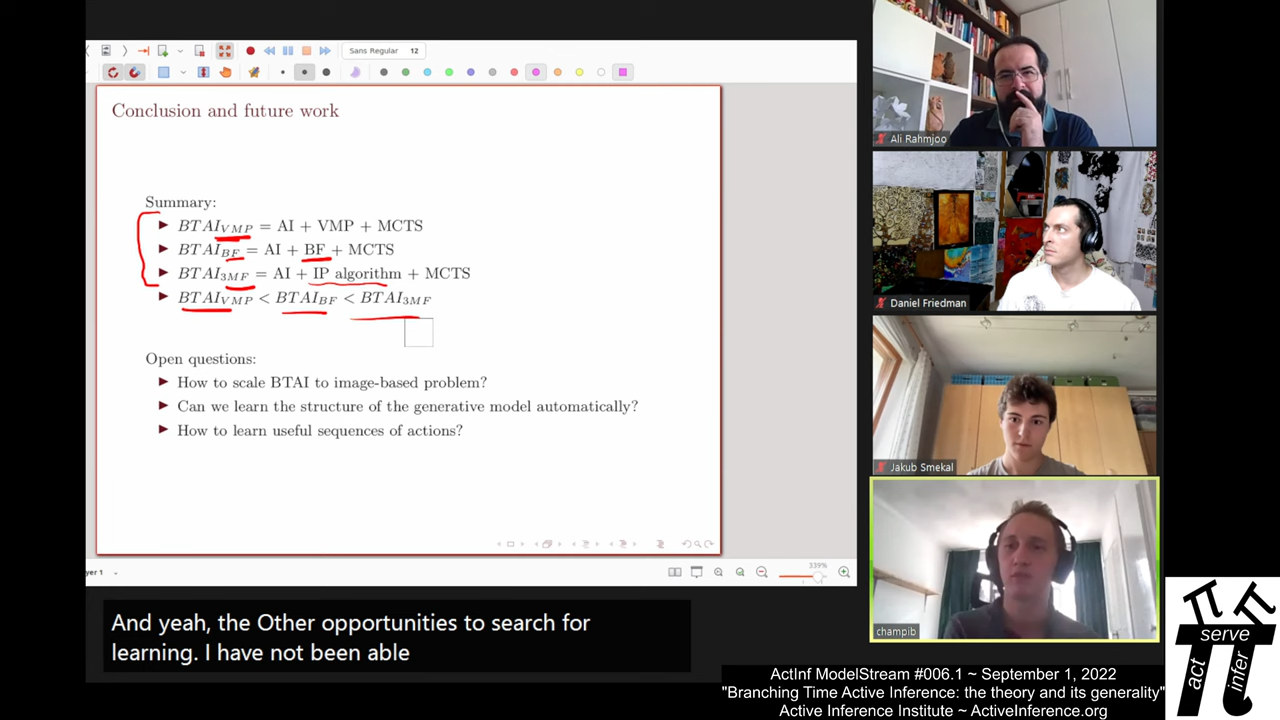 Sans Regular 12
Conclusion and future work
Summary:
BTAI_VMP = AI + VMP + MCTS
BTAI_BF = AI + BF + MCTS
BTAI_3MF = AI + IP algorithm + MCTS
BTAI_VMP < BTAI_BF < BTAI_3MF
Open questions:
How to scale BTAI to image-based problem?
Can we learn the structure of the generative model automatically?
How to learn useful sequences of actions?
yer 1
339%
And yeah, the Other opportunities to search for
learning. I have not been able
Ali Rahmjoo
Daniel Friedman
Jakub Smekal
champib
ActInf ModelStream #006.1 ~ September 1, 2022
"Branching Time Active Inference: the theory and its generality"
Active Inference Institute ~ ActiveInference.org
π π
serve
π
act
infer